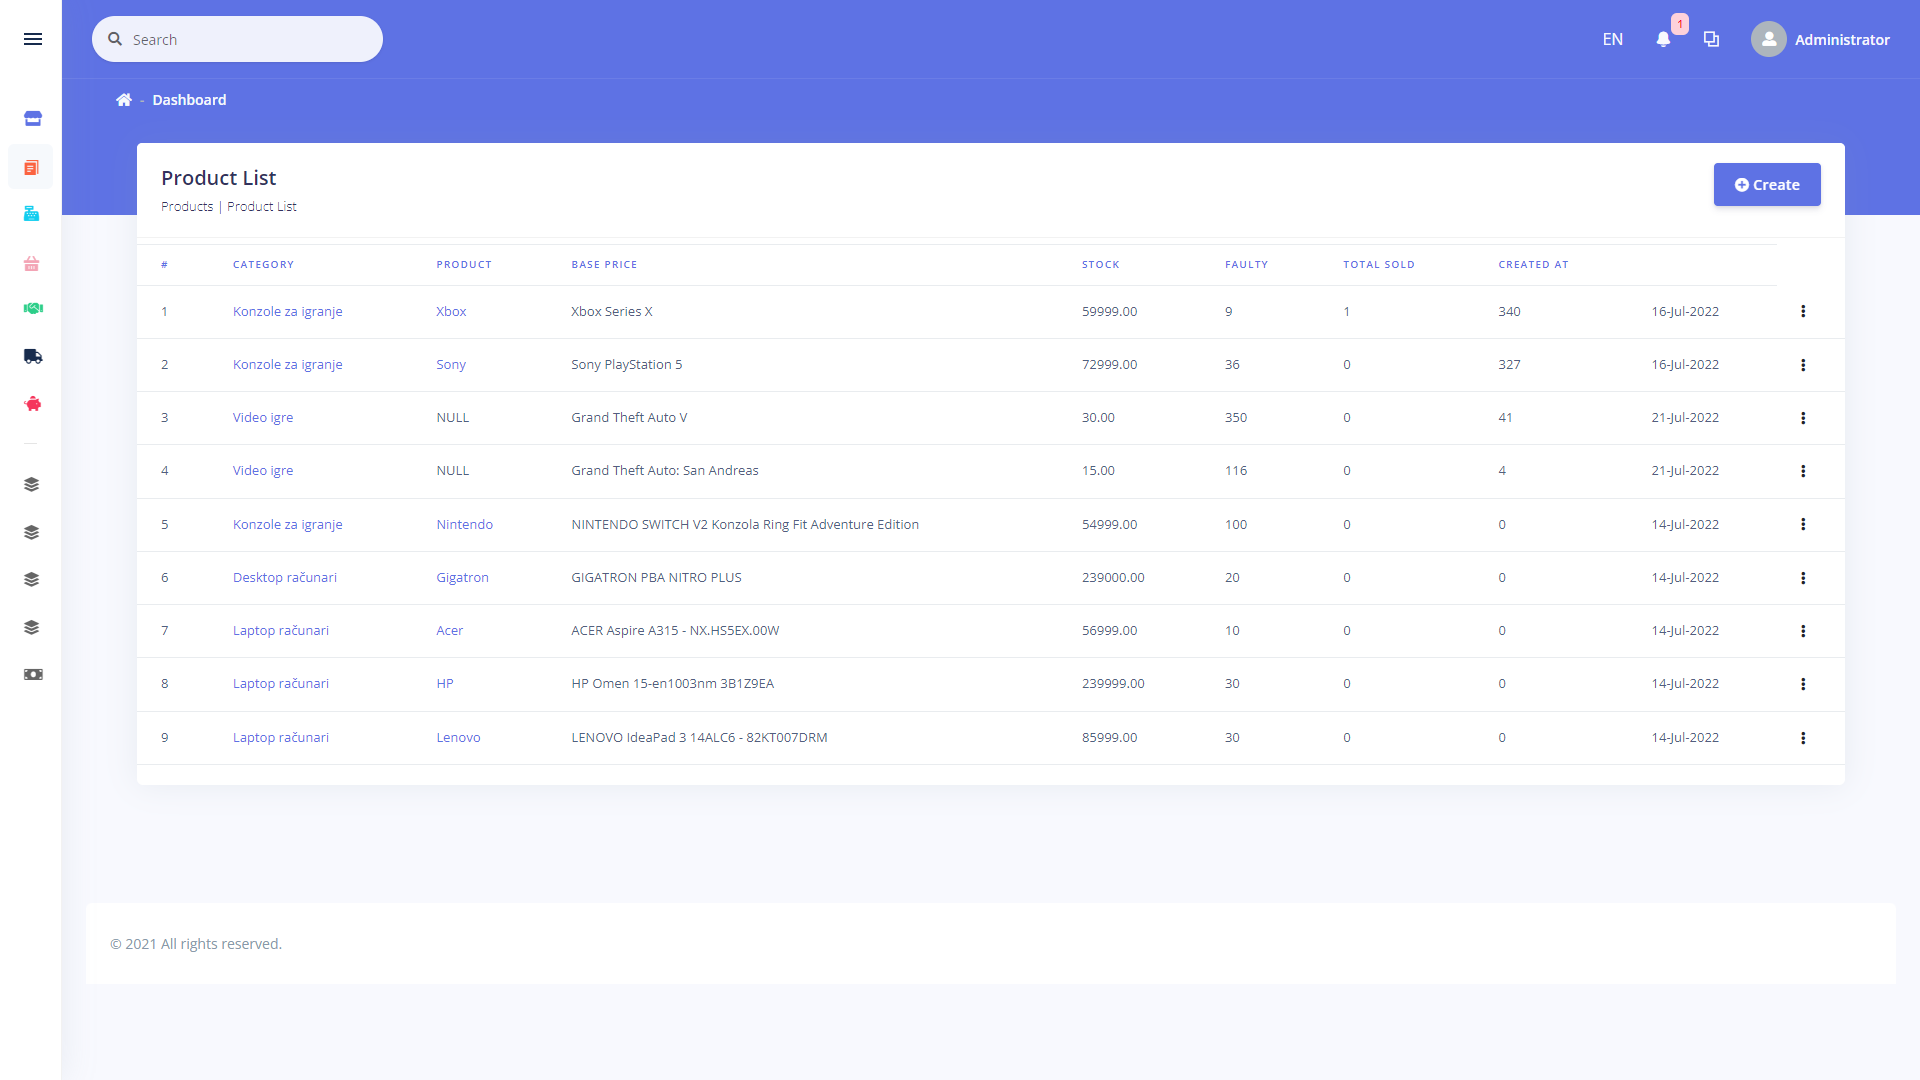 Search
EN
1
Administrator
- Dashboard
Product List
Products | Product List
Create
# CATEGORY PRODUCT BASE PRICE STOCK FAULTY TOTAL SOLD CREATED AT
1 Konzole za igranje Xbox Xbox Series X 59999.00 9 1 340 16-Jul-2022
2 Konzole za igranje Sony Sony PlayStation 5 72999.00 36 0 327 16-Jul-2022
3 Video igre NULL Grand Theft Auto V 30.00 350 0 41 21-Jul-2022
4 Video igre NULL Grand Theft Auto: San Andreas 15.00 116 0 4 21-Jul-2022
5 Konzole za igranje Nintendo NINTENDO SWITCH V2 Konzola Ring Fit Adventure Edition 54999.00 100 0 0 14-Jul-2022
6 Desktop računari Gigatron GIGATRON PBA NITRO PLUS 239000.00 20 0 0 14-Jul-2022
7 Laptop računari Acer ACER Aspire A315 - NX.HS5EX.00W 56999.00 10 0 0 14-Jul-2022
8 Laptop računari HP HP Omen 15-en1003nm 3B1Z9EA 239999.00 30 0 0 14-Jul-2022
9 Laptop računari Lenovo LENOVO IdeaPad 3 14ALC6 - 82KT007DRM 85999.00 30 0 0 14-Jul-2022
© 2021 All rights reserved.